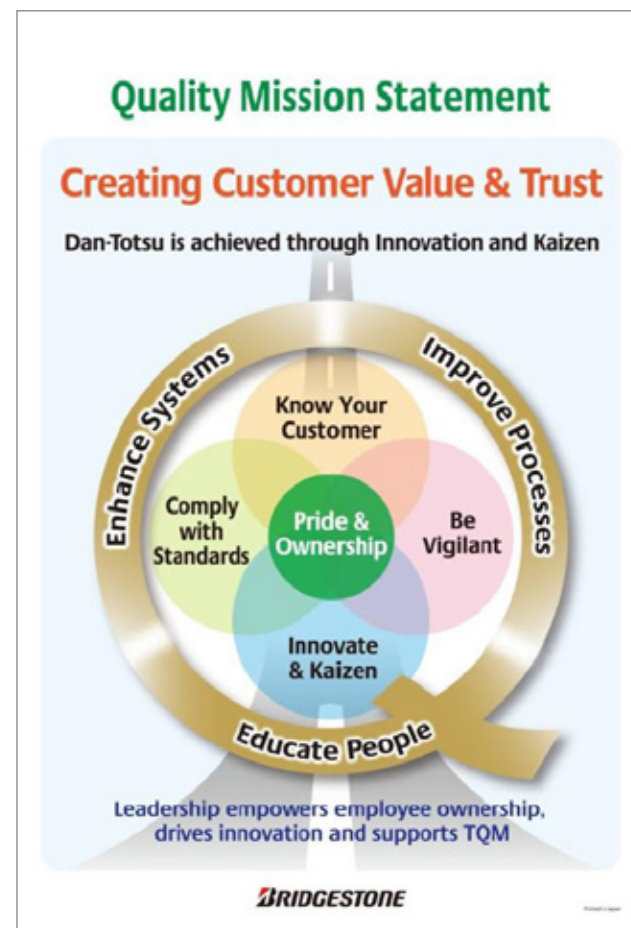 Quality Mission Statement
Creating Customer Value & Trust
Dan-Totsu is achieved through Innovation and Kaizen
Enhance Systems
Improve Processes
Know Your
Customer
Comply
with
Standards
Pride &
Ownership
Be
Vigilant
Innovate
& Kaizen
Educate People
Leadership empowers employee ownership,
drives innovation and supports TQM
BRIDGESTONE